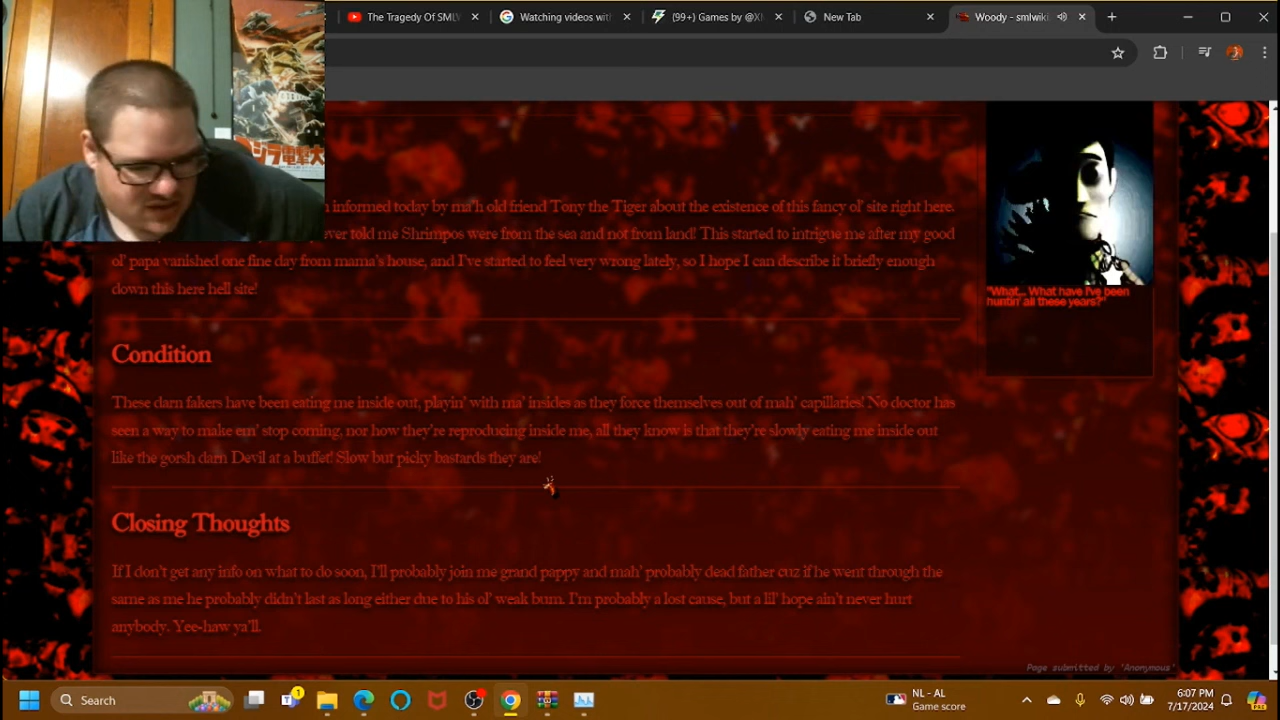 The Tragedy Of SML
Watching videos with
(99+) Games by @X
New Tab
Woody - smlwiki
informed today by ma'h old friend Tony the Tiger about the existence of this fancy ol' site right here.
ver told me Shrimpos were from the sea and not from land! This started to intrigue me after my good
ol' papa vanished one fine day from mama's house, and I've started to feel very wrong lately, so I hope I can describe it briefly enough
down this here hell site!
"What... What have I've been
huntin' all these years?"
Condition
These darn fakers have been eating me inside out, playin' with ma' insides as they force themselves out of mah' capillaries! No doctor has
seen a way to make em' stop coming, nor how they're reproducing inside me, all they know is that they're slowly eating me inside out
like the gorsh darn Devil at a buffet! Slow but picky bastards they are!
Closing Thoughts
If I don't get any info on what to do soon, I'll probably join me grand pappy and mah' probably dead father cuz if he went through the
same as me he probably didn't last as long either due to his ol' weak bum. I'm probably a lost cause, but a lil' hope ain't never hurt
anybody. Yee-haw ya'll.
Page submitted by 'Anonymous'
Search
1
NL - AL
Game score
6:07 PM
7/17/2024